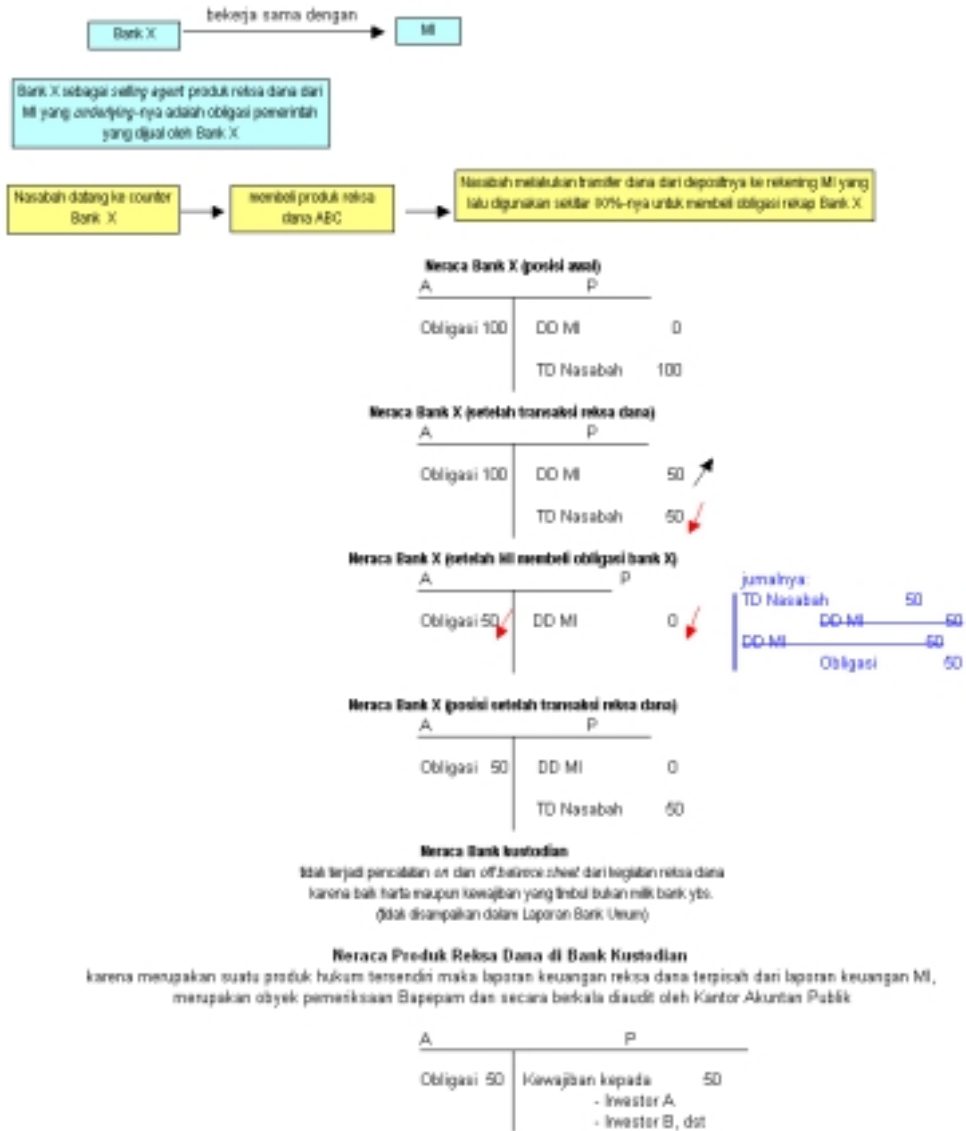 bekerja sama dengan
Bank X
MI
Bank X sebagai selling agent produk reksa dana dari
MI yang underlying-nya adalah obligasi pemerintah
yang dijual oleh Bank X
Nasabah datang ke counter
Bank X
membeli produk reksa
dana ABC
Nasabah melakukan transfer dana dari depositnya ke rekening MI yang
lalu digunakan sekitar %-nya untuk membeli obligasi rekap Bank X
Neraca Bank X (posisi awal)
A P
Obligasi 100 DD MI 0
TD Nasabah 100
Neraca Bank X (setelah transaksi reksa dana)
A P
Obligasi 100 DD MI 50
TD Nasabah 50
Neraca Bank X (setelah MI membeli obligasi bank X)
A P
Obligasi 50 DD MI 0
jurnalnya:
TD Nasabah 50
DD MI 50
DD MI 50
Obligasi 50
Neraca Bank X (posisi setelah transaksi reksa dana)
A P
Obligasi 50 DD MI 0
TD Nasabah 50
Neraca Bank kustodian
tidak terjadi pencatatan on dan off balance sheet dari kegiatan reksa dana
karena baik harta maupun kewajiban yang timbul bukan milik bank ybs.
(tidak disampaikan dalam Laporan Bank Umum)
Neraca Produk Reksa Dana di Bank Kustodian
karena merupakan suatu produk hukum tersendiri maka laporan keuangan reksa dana terpisah dari laporan keuangan MI,
merupakan obyek pemeriksaan Bapepam dan secara berkala diaudit oleh Kantor Akuntan Publik
A P
Obligasi 50 Kewajiban kepada 50
- Investor A
- Investor B, dst